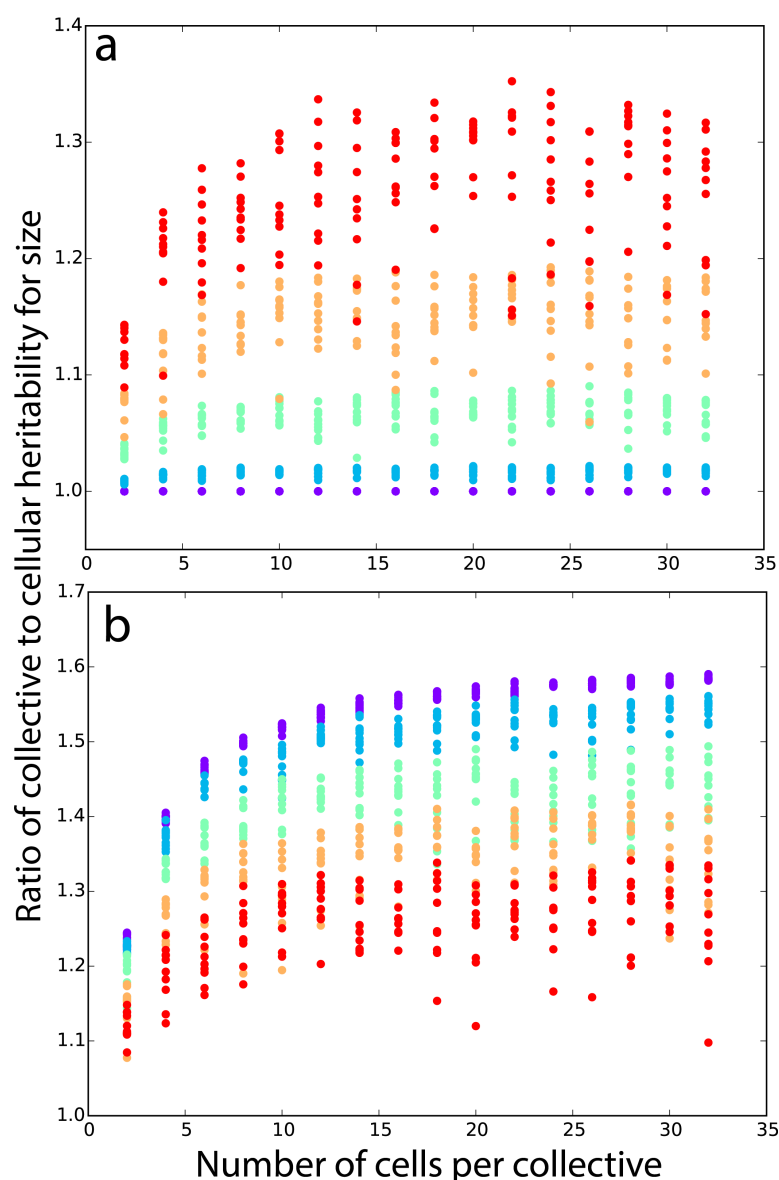 Ratio of collective to cellular heritability for size
a
1.4
1.3
1.2
1.1
1.0
0 5 10 15 20 25 30 35
b
1.7
1.6
1.5
1.4
1.3
1.2
1.1
1.0
0 5 10 15 20 25 30 35
Number of cells per collective